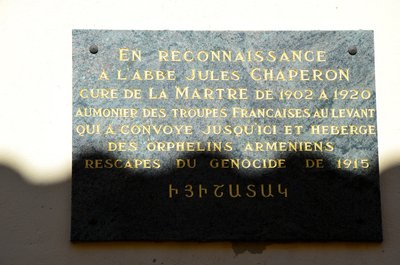 EN RECONNAISSANCE
A L'ABBE JULES CHAPERON
CURE DE LA MARTRE DE 1902 A 1920
AUMONIER DES TROUPES FRANCAISES AU LEVANT
QUI A CONVOYE JUSQU'ICI ET HEBERGE
DES ORPHELINS ARMENIENS
RESCAPES DU GENOCIDE DE 1915
ԻՅԻՇԱՏԱԿ